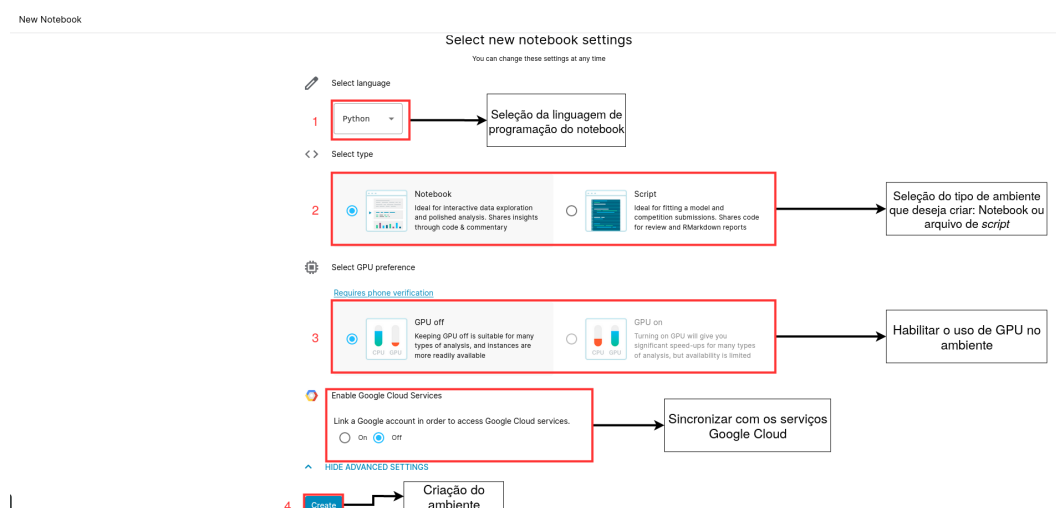 New Notebook
Select new notebook settings
You can change these settings at any time
Select language
1
Python
Seleção da linguagem de
programação do notebook
Select type
2
Notebook
Ideal for interactive data exploration
and polished analysis. Shares insights
through code & commentary
Script
Ideal for fitting a model and
competition submissions. Shares code
for review and RMarkdown reports
Seleção do tipo de ambiente
que deseja criar: Notebook ou
arquivo de script
Select GPU preference
Requires phone verification
3
CPU GPU
GPU off
Keeping GPU off is suitable for many
types of analysis, and instances are
more readily available
CPU GPU
GPU on
Turning on GPU will give you
significant speed-ups for many types
of analysis, but availability is limited
Habilitar o uso de GPU no
ambiente
Enable Google Cloud Services
Link a Google account in order to access Google Cloud services.
On Off
Sincronizar com os serviços
Google Cloud
HIDE ADVANCED SETTINGS
4
Create
Criação do
ambiente